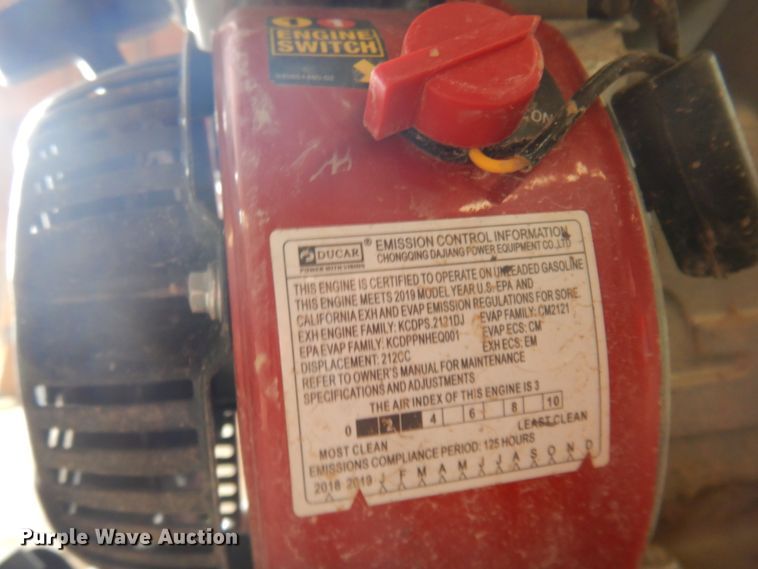 0 1
ENGINE
SWITCH
ON
DUCAR®
POWER WITH VISION
EMISSION CONTROL INFORMATION
CHONGQING DAJIANG POWER EQUIPMENT CO.,LTD
THIS ENGINE IS CERTIFIED TO OPERATE ON UNLEADED GASOLINE
THIS ENGINE MEETS 2019 MODEL YEAR U.S. EPA AND
CALIFORNIA EXH AND EVAP EMISSION REGULATIONS FOR SORE.
EXH ENGINE FAMILY: KCDPS.2121DJ EVAP FAMILY: CM2121
EPA EVAP FAMILY: KCDPPNHEQ001 EVAP ECS: CM
DISPLACEMENT: 212CC EXH ECS: EM
REFER TO OWNER'S MANUAL FOR MAINTENANCE
SPECIFICATIONS AND ADJUSTMENTS
THE AIR INDEX OF THIS ENGINE IS 3
0 2 4 6 8 10
MOST CLEAN LEAST CLEAN
EMISSIONS COMPLIANCE PERIOD: 125 HOURS
2018 2019 J F M A M J J A S O N D
Purple Wave Auction